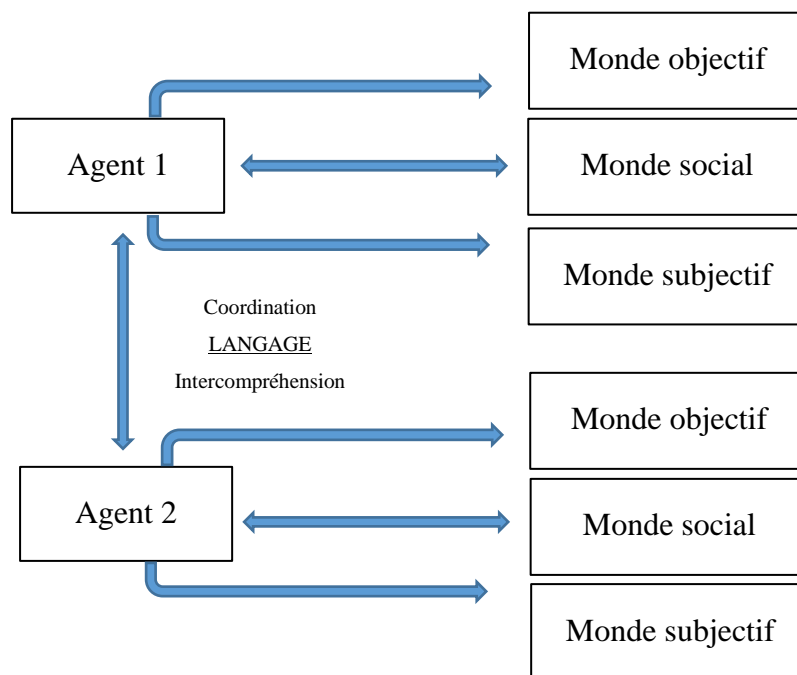 Monde objectif
Agent 1
Monde social
Monde subjectif
Coordination
LANGAGE
Intercompréhension
Monde objectif
Agent 2
Monde social
Monde subjectif